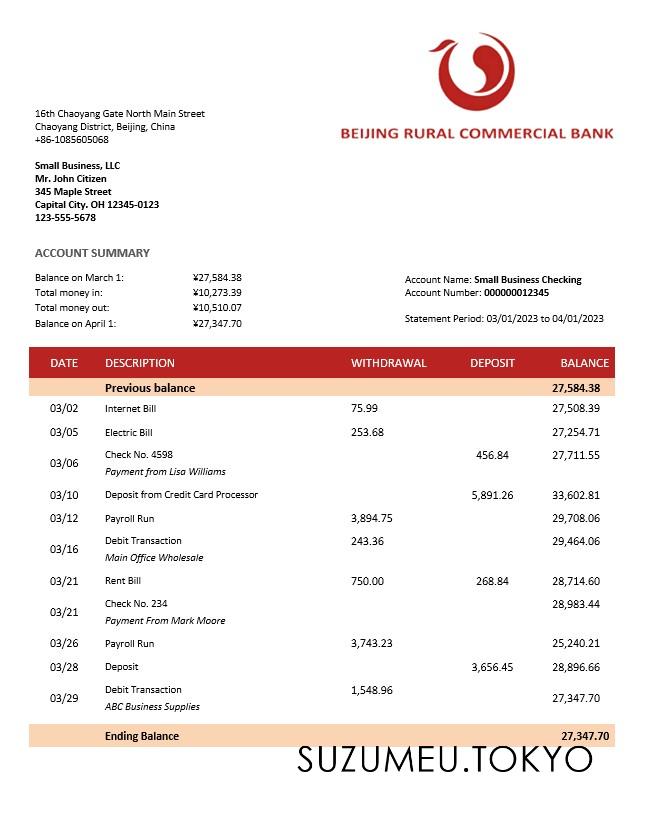 BEIJING RURAL COMMERCIAL BANK
16th Chaoyang Gate North Main Street
Chaoyang District, Beijing, China
+86-1085605068
Small Business, LLC
Mr. John Citizen
345 Maple Street
Capital City. OH 12345-0123
123-555-5678
ACCOUNT SUMMARY
Balance on March 1: ¥27,584.38
Total money in: ¥10,273.39
Total money out: ¥10,510.07
Balance on April 1: ¥27,347.70
Account Name: Small Business Checking
Account Number: 000000012345
Statement Period: 03/01/2023 to 04/01/2023
DATE DESCRIPTION WITHDRAWAL DEPOSIT BALANCE
Previous balance 27,584.38
03/02 Internet Bill 75.99 27,508.39
03/05 Electric Bill 253.68 27,254.71
03/06 Check No. 4598 456.84 27,711.55
Payment from Lisa Williams
03/10 Deposit from Credit Card Processor 5,891.26 33,602.81
03/12 Payroll Run 3,894.75 29,708.06
03/16 Debit Transaction 243.36 29,464.06
Main Office Wholesale
03/21 Rent Bill 750.00 268.84 28,714.60
03/21 Check No. 234 28,983.44
Payment From Mark Moore
03/26 Payroll Run 3,743.23 25,240.21
03/28 Deposit 3,656.45 28,896.66
03/29 Debit Transaction 1,548.96 27,347.70
ABC Business Supplies
Ending Balance 27,347.70
SUZUMEU.TOKYO